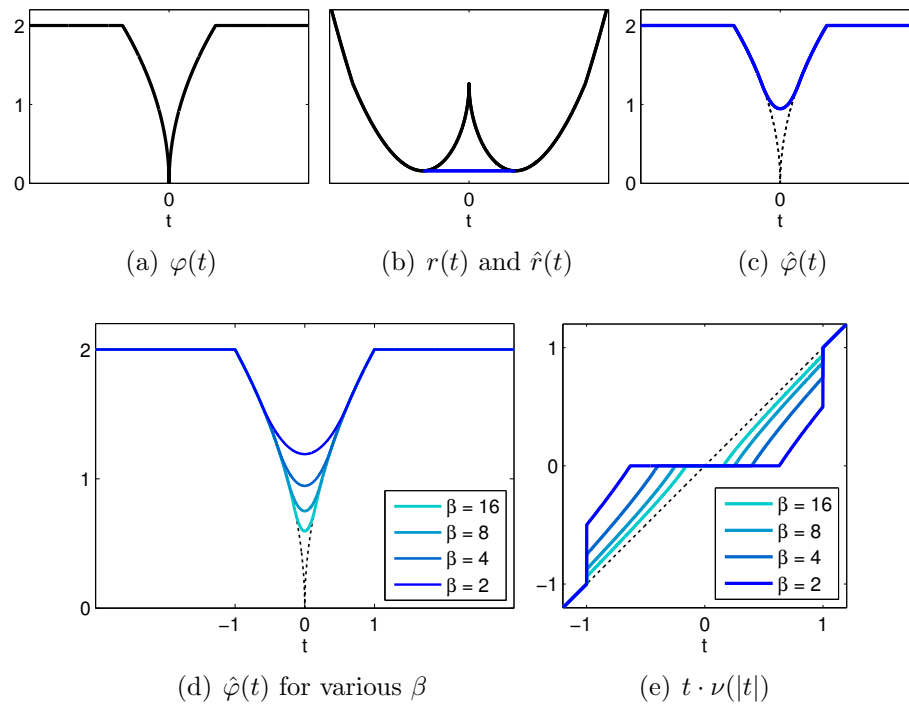 2
1
0
0
t
(a) φ(t)
0
t
(b) r(t) and r̂(t)
2
1
0
0
t
(c) φ̂(t)
2
1
0
−1
0
1
t
β = 16
β = 8
β = 4
β = 2
(d) φ̂(t) for various β
1
0
−1
−1
1
t
β = 16
β = 8
β = 4
β = 2
(e) t · ν(|t|)